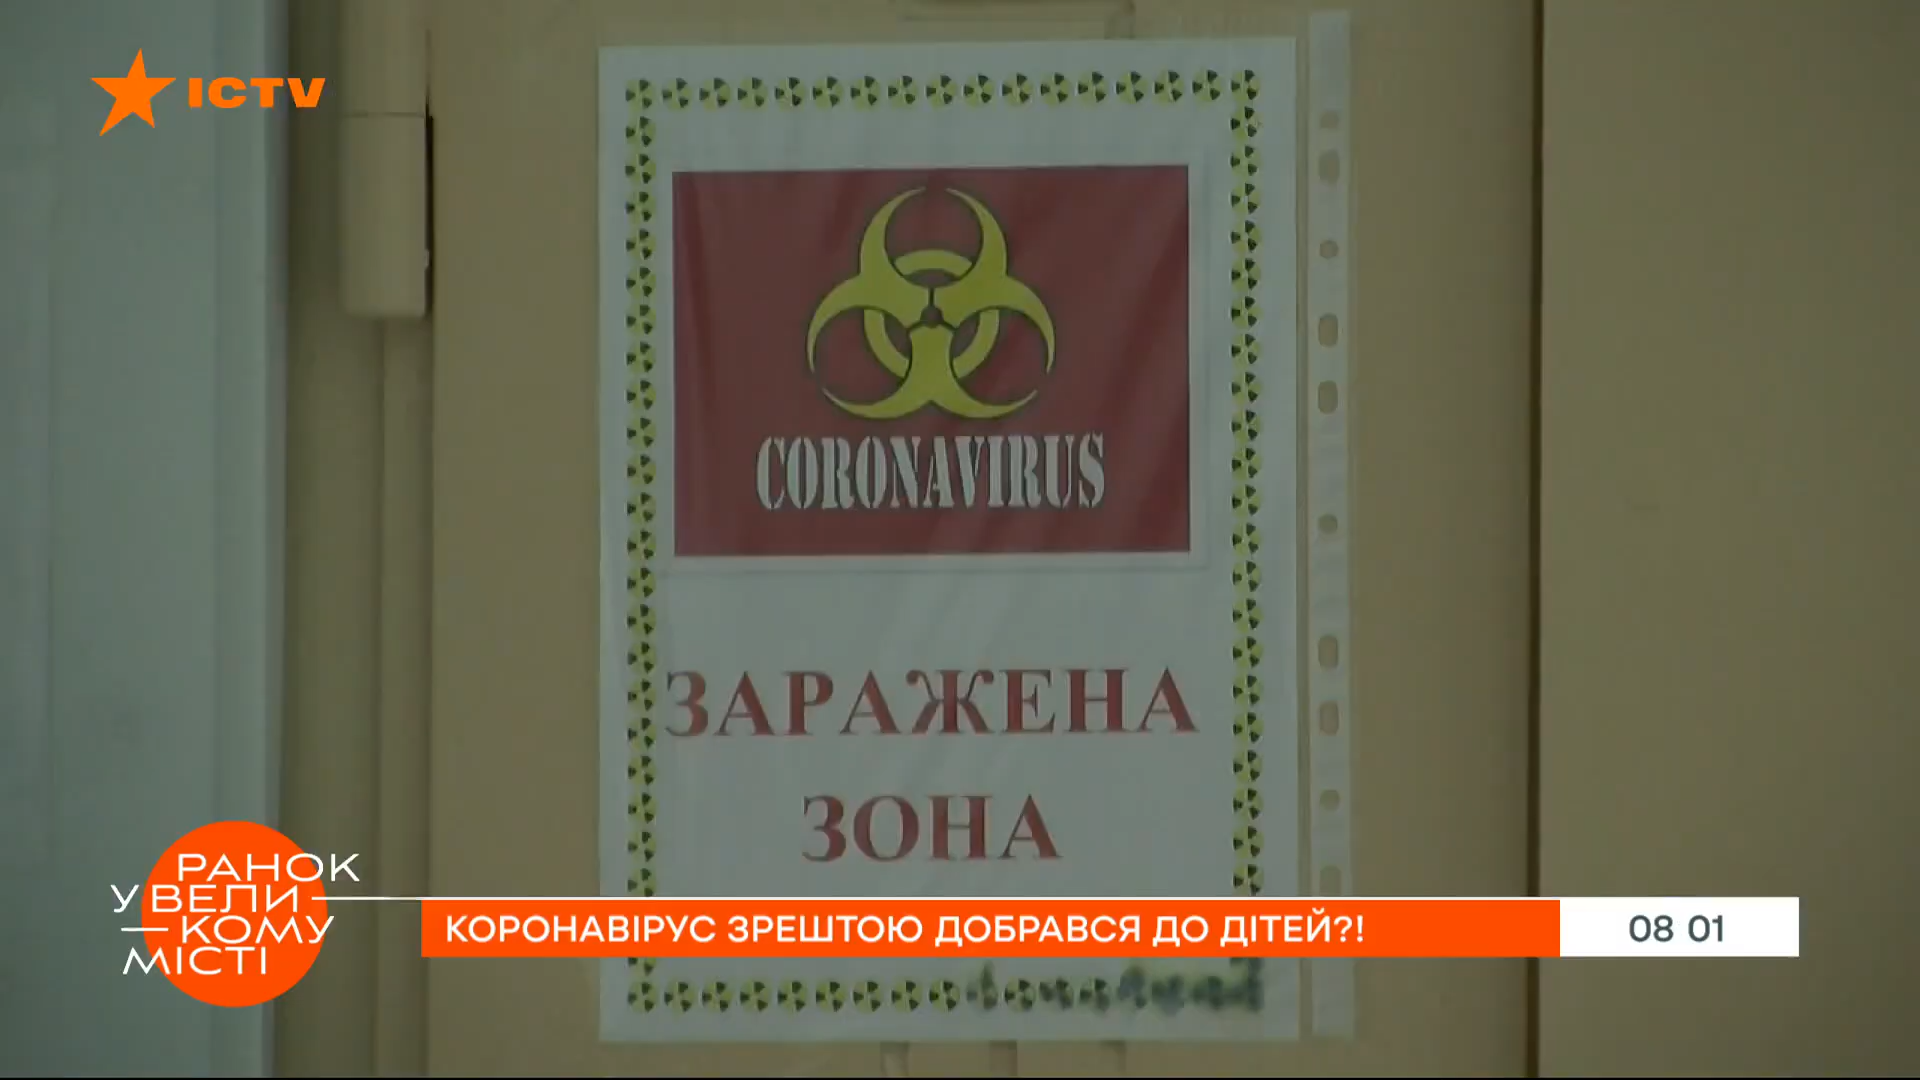 ICTV
CORONAVIRUS
ЗАРАЖЕНА
ЗОНА
РАНОК
У ВЕЛИ
КОМУ
МІСТІ
КОРОНАВІРУС ЗРЕШТОЮ ДОБРАВСЯ ДО ДІТЕЙ?!
08 01